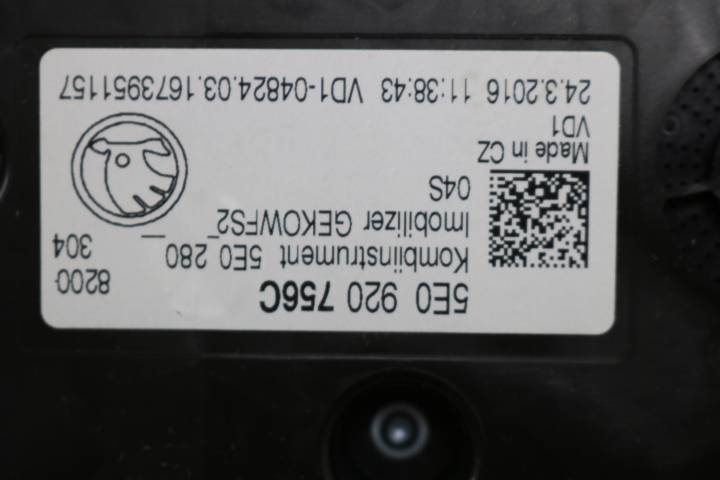 5E0 920 756C
8200-
304
Kombiinstrument 5E0 280 _
Imobilizer GEKOWFS2_
04S
Made in CZ
VD1
24.3.2016 11:38:43 VD1-04824.03.1673951157